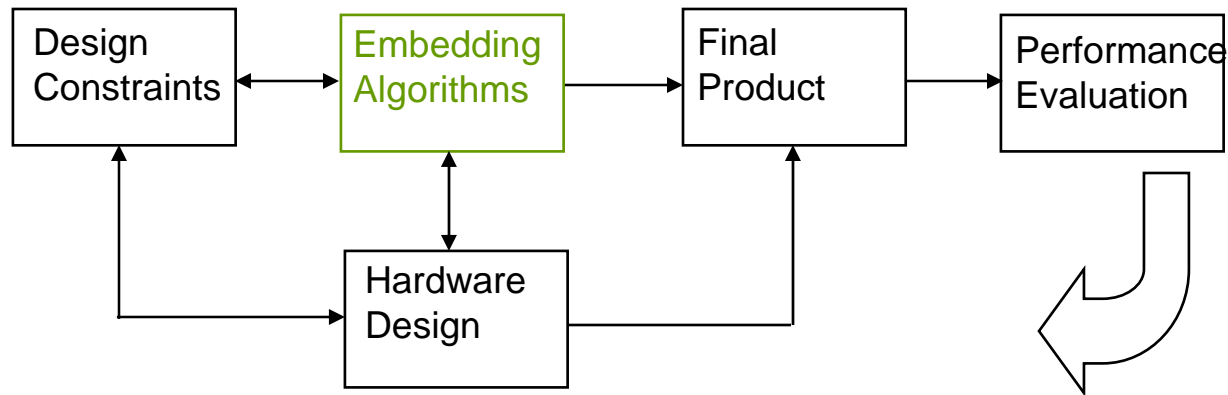 Design
Constraints
Embedding
Algorithms
Final
Product
Performance
Evaluation
Hardware
Design